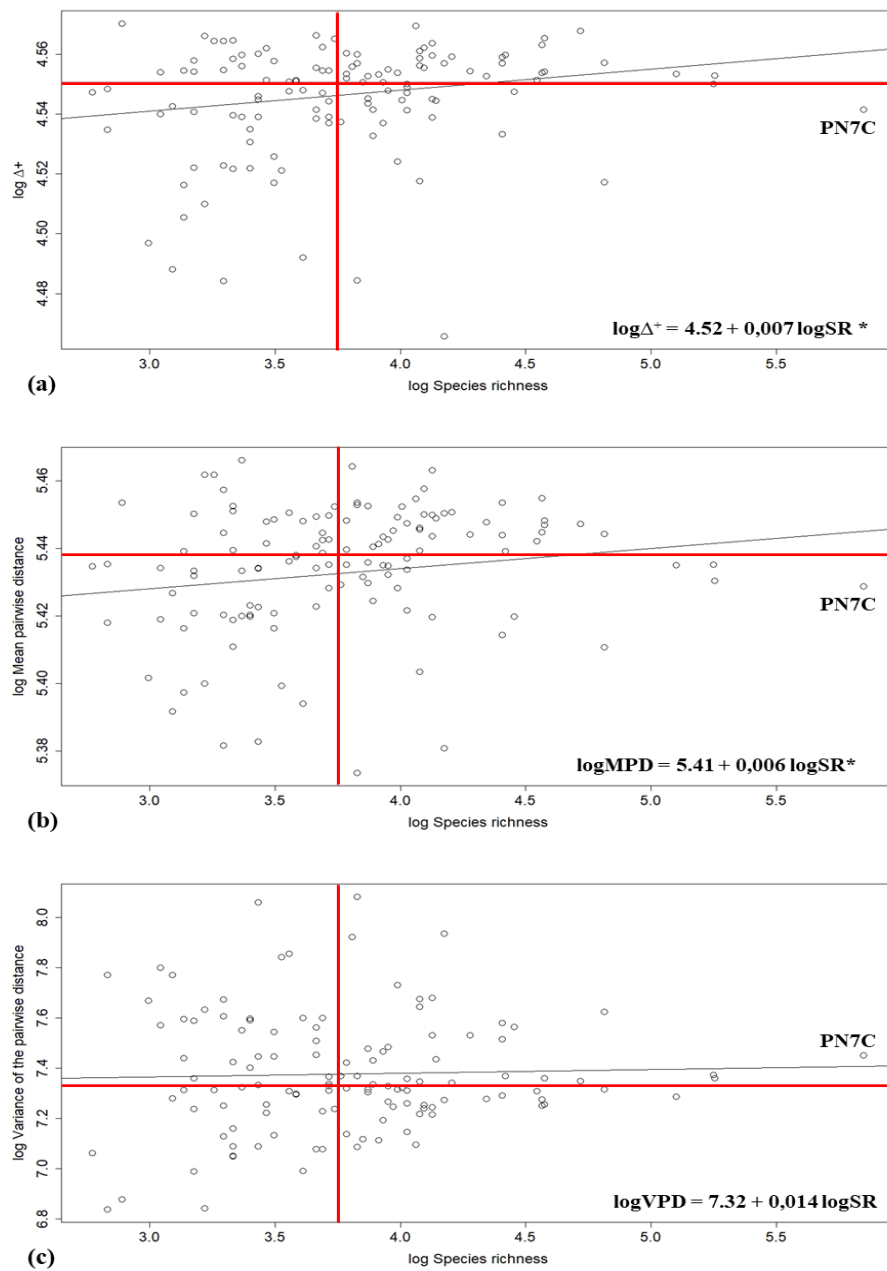 4.56
4.54
4.52
4.50
4.48
log Δ+
PN7C
logΔ⁺ = 4.52 + 0,007 logSR *
3.0 3.5 4.0 4.5 5.0 5.5
log Species richness
(a)
5.46
5.44
5.42
5.40
5.38
log Mean pairwise distance
PN7C
logMPD = 5.41 + 0,006 logSR*
3.0 3.5 4.0 4.5 5.0 5.5
log Species richness
(b)
8.0
7.8
7.6
7.4
7.2
7.0
6.8
log Variance of the pairwise distance
PN7C
logVPD = 7.32 + 0,014 logSR
3.0 3.5 4.0 4.5 5.0 5.5
log Species richness
(c)